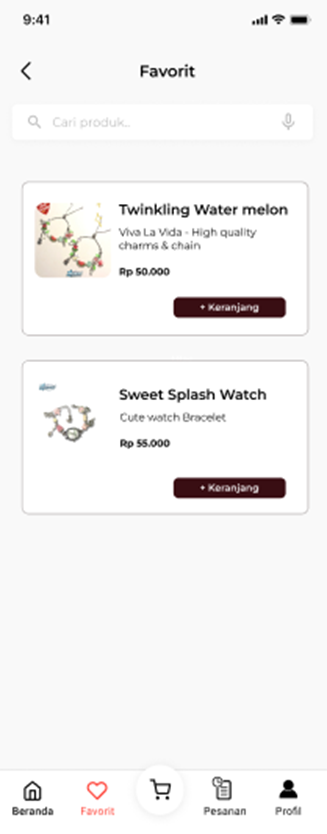 9:41
Favorit
Cari produk..
Twinkling Water melon
Viva La Vida - High quality
charms & chain
Rp 50.000
+ Keranjang
Sweet Splash Watch
Cute watch Bracelet
Rp 55.000
+ Keranjang
Beranda
Favorit
Pesanan
Profil